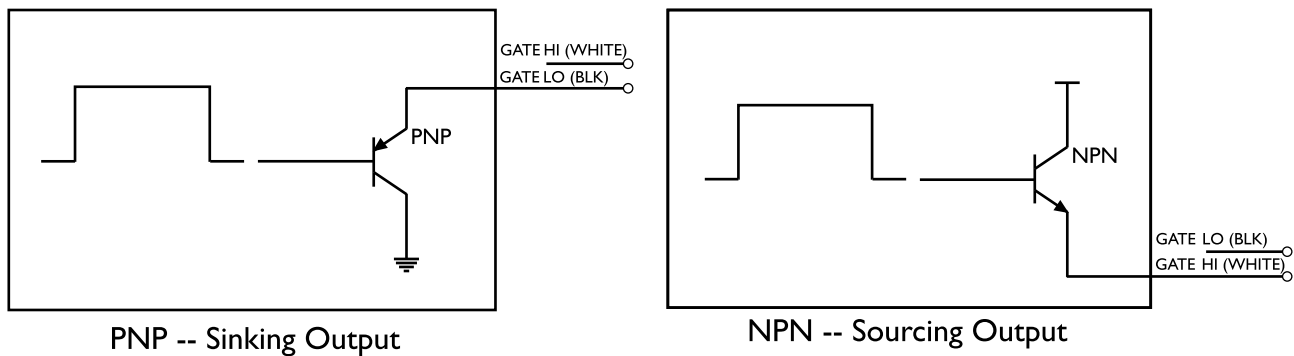 GATE HI (WHITE)
GATE LO (BLK)
PNP
PNP -- Sinking Output
NPN
GATE LO (BLK)
GATE HI (WHITE)
NPN -- Sourcing Output